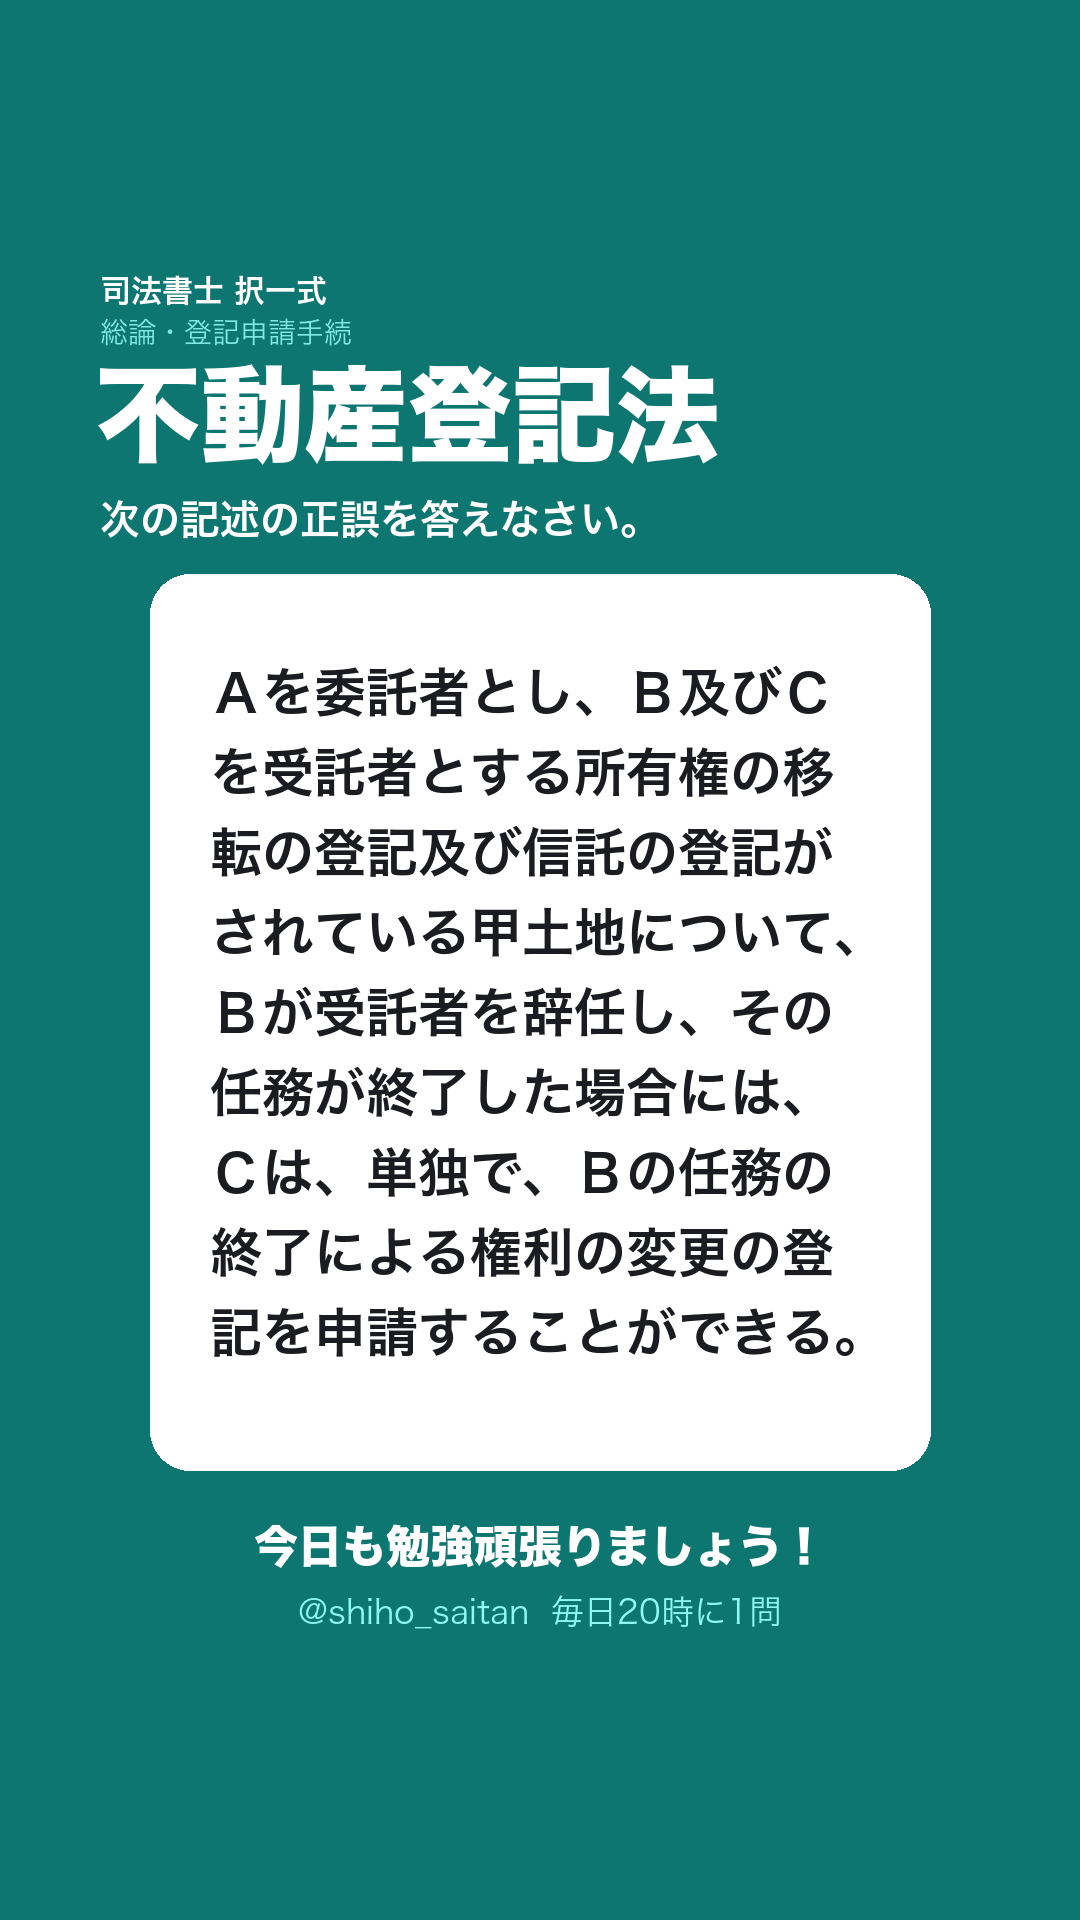 司法書士 択一式
総論・登記申請手続
不動産登記法
次の記述の正誤を答えなさい。
Ａを委託者とし、Ｂ及びＣ
を受託者とする所有権の移
転の登記及び信託の登記が
されている甲土地について、
Ｂが受託者を辞任し、その
任務が終了した場合には、
Ｃは、単独で、Ｂの任務の
終了による権利の変更の登
記を申請することができる。
今日も勉強頑張りましょう！
@shiho_saitan 毎日20時に1問